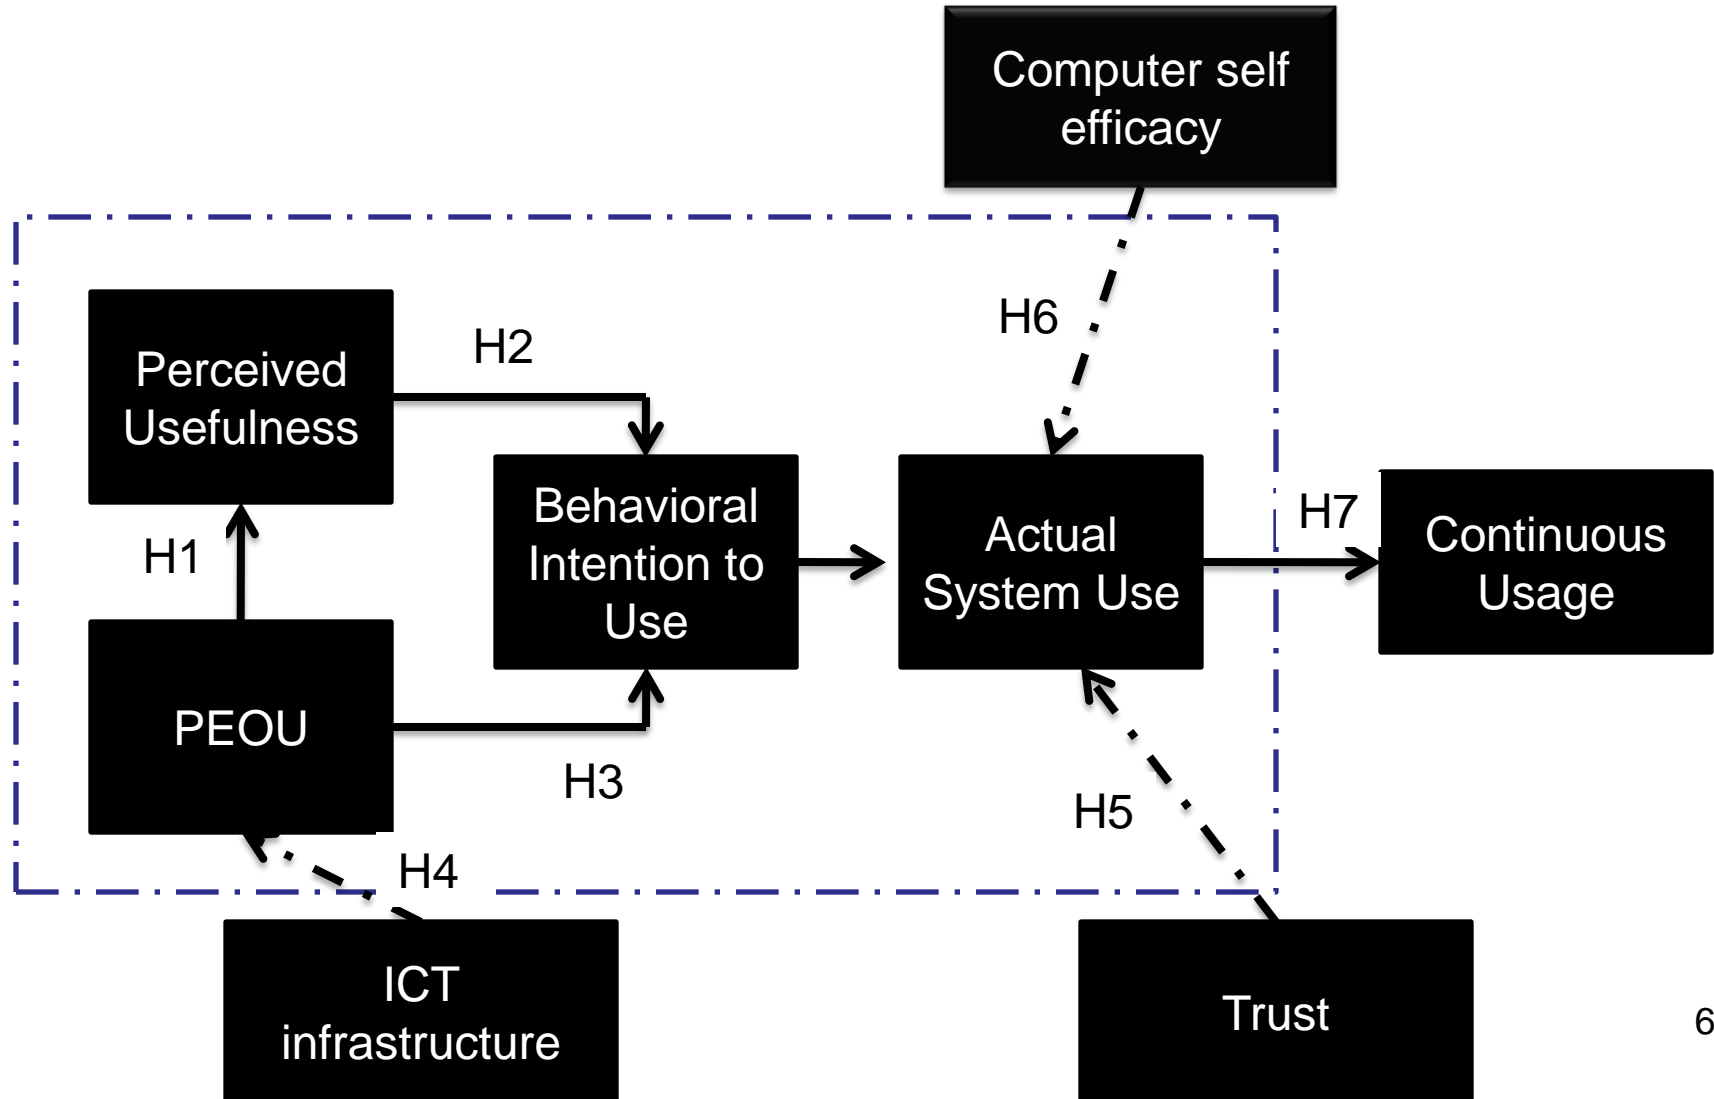 Computer self
efficacy
H6
Perceived
Usefulness
H2
H1
Behavioral
Intention to
Use
Actual
System Use
H7
Continuous
Usage
PEOU
H3
H5
H4
ICT
infrastructure
Trust
6